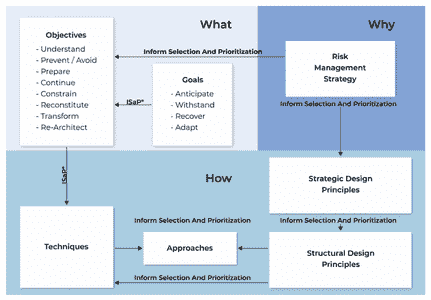 What
Why
Objectives
- Understand
- Prevent / Avoid
- Prepare
- Continue
- Constrain
- Reconstitute
- Transform
- Re-Architect
Inform Selection And Prioritization
Goals
- Anticipate
- Withstand
- Recover
- Adapt
ISaP*
Risk
Management
Strategy
Inform Selection And Prioritization
How
ISaP*
Strategic Design
Principles
Inform Selection And Prioritization
Inform Selection And Prioritization
Techniques
Approaches
Structural Design
Principles
Inform Selection And Prioritization